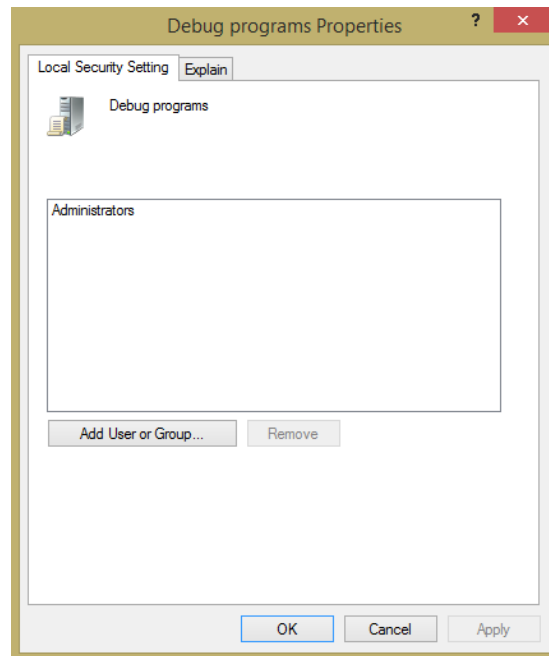 Debug programs Properties
? ×
Local Security Setting Explain
Debug programs
Administrators
Add User or Group... Remove
OK Cancel Apply